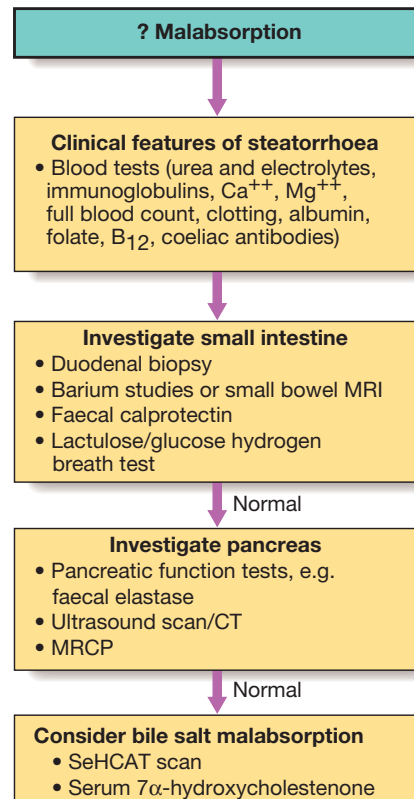 ? Malabsorption
Clinical features of steatorrhoea
• Blood tests (urea and electrolytes,
immunoglobulins, Ca⁺⁺, Mg⁺⁺,
full blood count, clotting, albumin,
folate, B₁₂, coeliac antibodies)
Investigate small intestine
• Duodenal biopsy
• Barium studies or small bowel MRI
• Faecal calprotectin
• Lactulose/glucose hydrogen
breath test
Normal
Investigate pancreas
• Pancreatic function tests, e.g.
faecal elastase
• Ultrasound scan/CT
• MRCP
Normal
Consider bile salt malabsorption
• SeHCAT scan
• Serum 7α-hydroxycholestenone